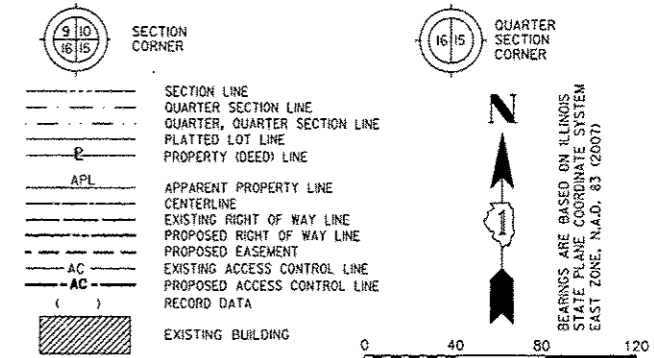 9 10
16 15
SECTION
CORNER
16 15
QUARTER
SECTION
CORNER
SECTION LINE
QUARTER SECTION LINE
QUARTER, QUARTER SECTION LINE
PLATTED LOT LINE
P PROPERTY (DEED) LINE
APL APPARENT PROPERTY LINE
CENTERLINE
EXISTING RIGHT OF WAY LINE
PROPOSED RIGHT OF WAY LINE
PROPOSED EASEMENT
AC EXISTING ACCESS CONTROL LINE
AC PROPOSED ACCESS CONTROL LINE
( ) RECORD DATA
EXISTING BUILDING
N
1
BEARINGS ARE BASED ON ILLINOIS
STATE PLANE COORDINATE SYSTEM
EAST ZONE, N.A.D. 83 (2007)
0 40 80 120